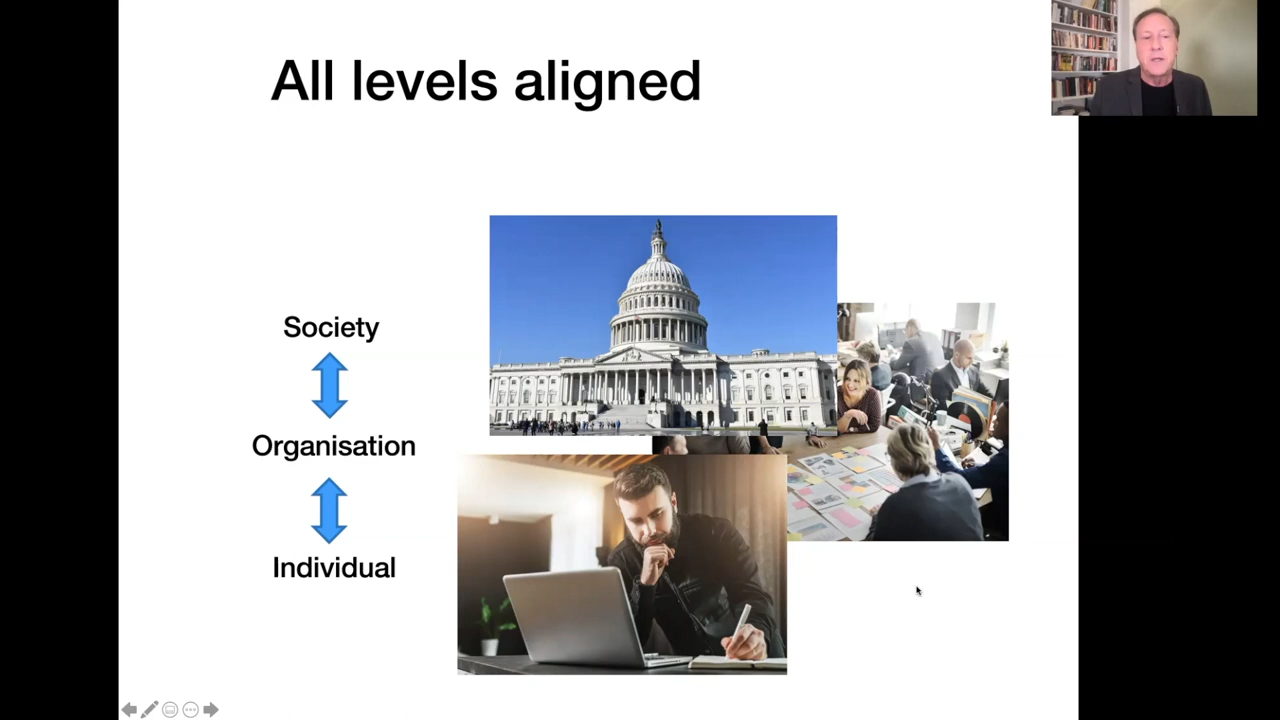 All levels aligned
Society
Organisation
Individual